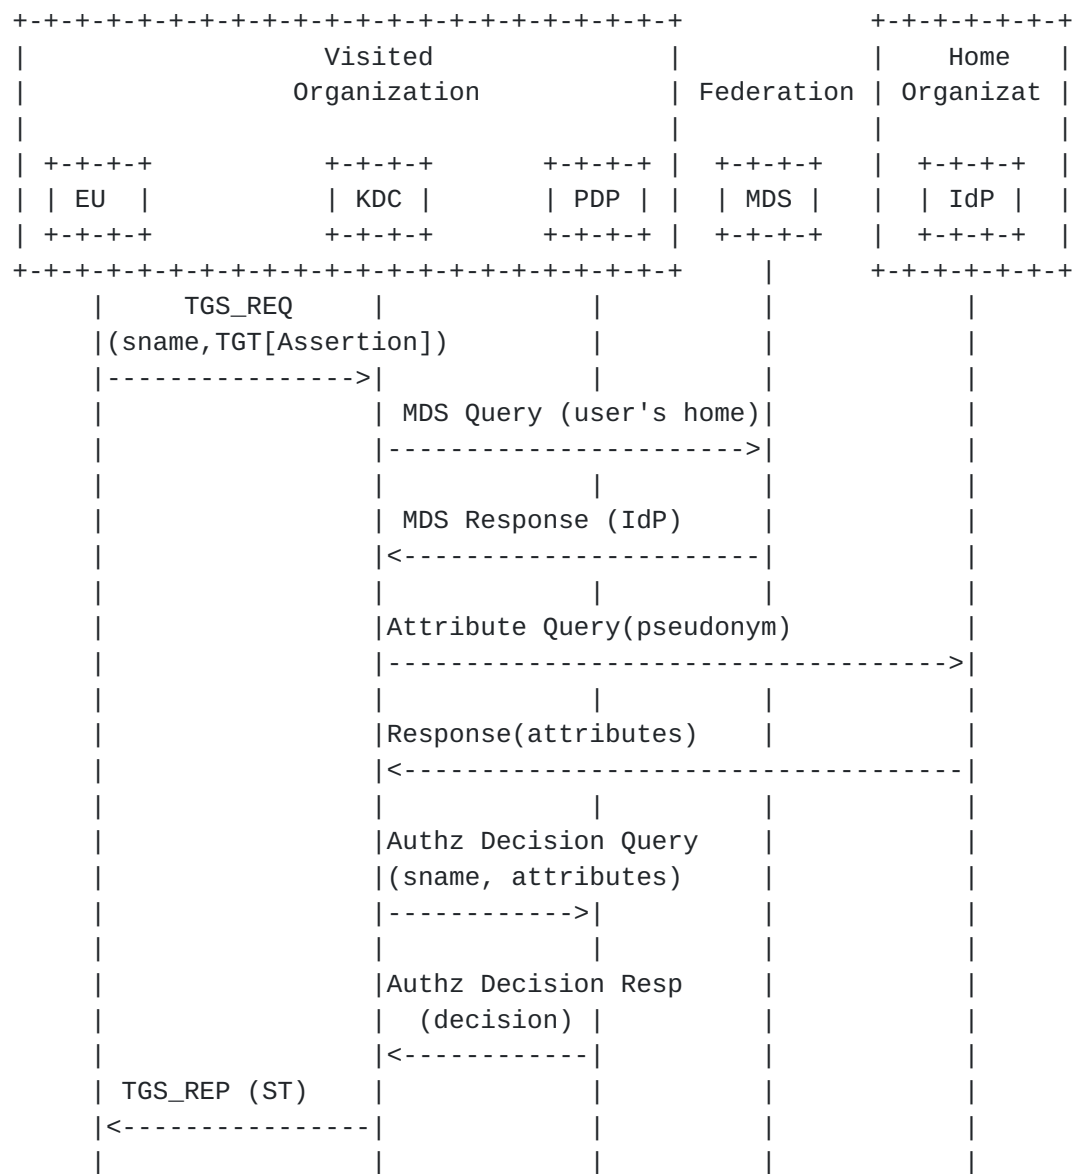 +-+-+-+-+-+-+-+-+-+-+-+-+-+-+-+-+-+-+-+-+-+            +-+-+-+-+-+-+
|                   Visited               |            |    Home   |
|                 Organization            | Federation | Organizat |
|                                         |            |           |
| +-+-+-+           +-+-+-+       +-+-+-+ |  +-+-+-+   |  +-+-+-+  |
| | EU  |           | KDC |       | PDP | |  | MDS |   |  | IdP |  |
| +-+-+-+           +-+-+-+       +-+-+-+ |  +-+-+-+   |  +-+-+-+  |
+-+-+-+-+-+-+-+-+-+-+-+-+-+-+-+-+-+-+-+-+-+     |      +-+-+-+-+-+-+
     |     TGS_REQ     |             |          |            |
     |(sname,TGT[Assertion])         |          |            |
     |---------------->|             |          |            |
     |                 | MDS Query (user's home)|            |
     |                 |----------------------->|            |
     |                 |             |          |            |
     |                 | MDS Response (IdP)     |            |
     |                 |<-----------------------|            |
     |                 |             |          |            |
     |                 |Attribute Query(pseudonym)           |
     |                 |------------------------------------>|
     |                 |             |          |            |
     |                 |Response(attributes)    |            |
     |                 |<------------------------------------|
     |                 |             |          |            |
     |                 |Authz Decision Query    |            |
     |                 |(sname, attributes)     |            |
     |                 |------------>|          |            |
     |                 |             |          |            |
     |                 |Authz Decision Resp     |            |
     |                 |  (decision) |          |            |
     |                 |<------------|          |            |
     | TGS_REP (ST)    |             |          |            |
     |<----------------|             |          |            |
     |                 |             |          |            |